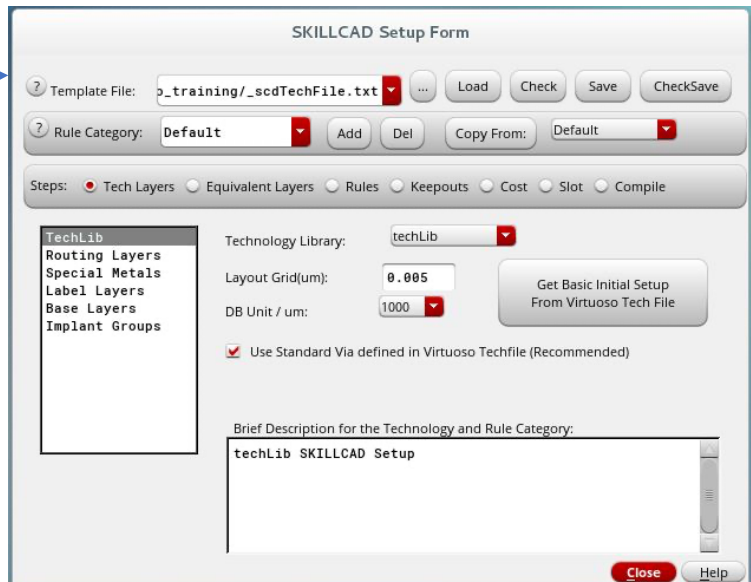 SKILLCAD Setup Form
? Template File: o_training/_scdTechFile.txt ... Load Check Save CheckSave
? Rule Category: Default Add Del Copy From: Default
Steps: Tech Layers Equivalent Layers Rules Keepouts Cost Slot Compile
TechLib
Routing Layers
Special Metals
Label Layers
Base Layers
Implant Groups
Technology Library: techLib
Layout Grid(um): 0.005
DB Unit / um: 1000
Get Basic Initial Setup
From Virtuoso Tech File
Use Standard Via defined in Virtuoso Techfile (Recommended)
Brief Description for the Technology and Rule Category:
techLib SKILLCAD Setup
Close Help